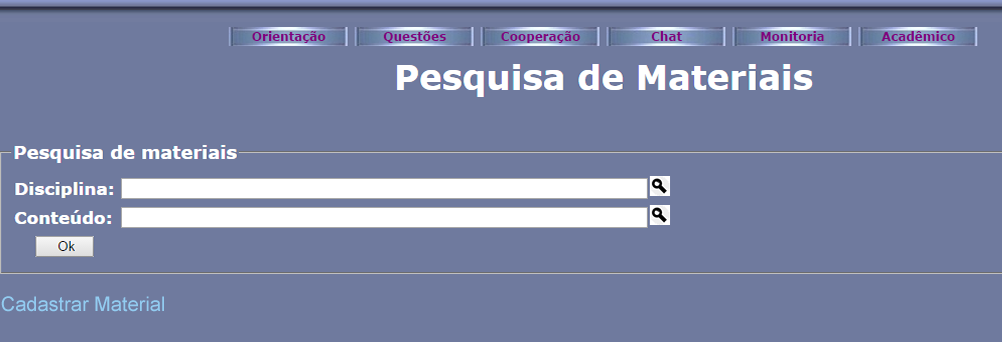 Orientação Questões Cooperação Chat Monitoria Acadêmico
Pesquisa de Materiais
Pesquisa de materiais
Disciplina:
Conteúdo:
Ok
Cadastrar Material